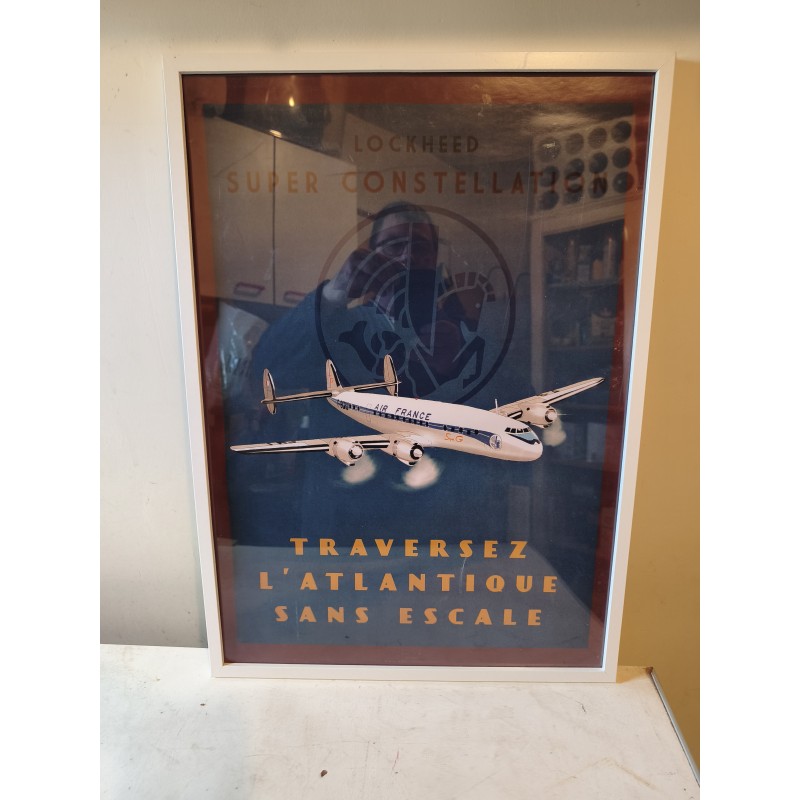 LOCKHEED
SUPER CONSTELLATION
AIR FRANCE
TRAVERSEZ
L'ATLANTIQUE
SANS ESCALE